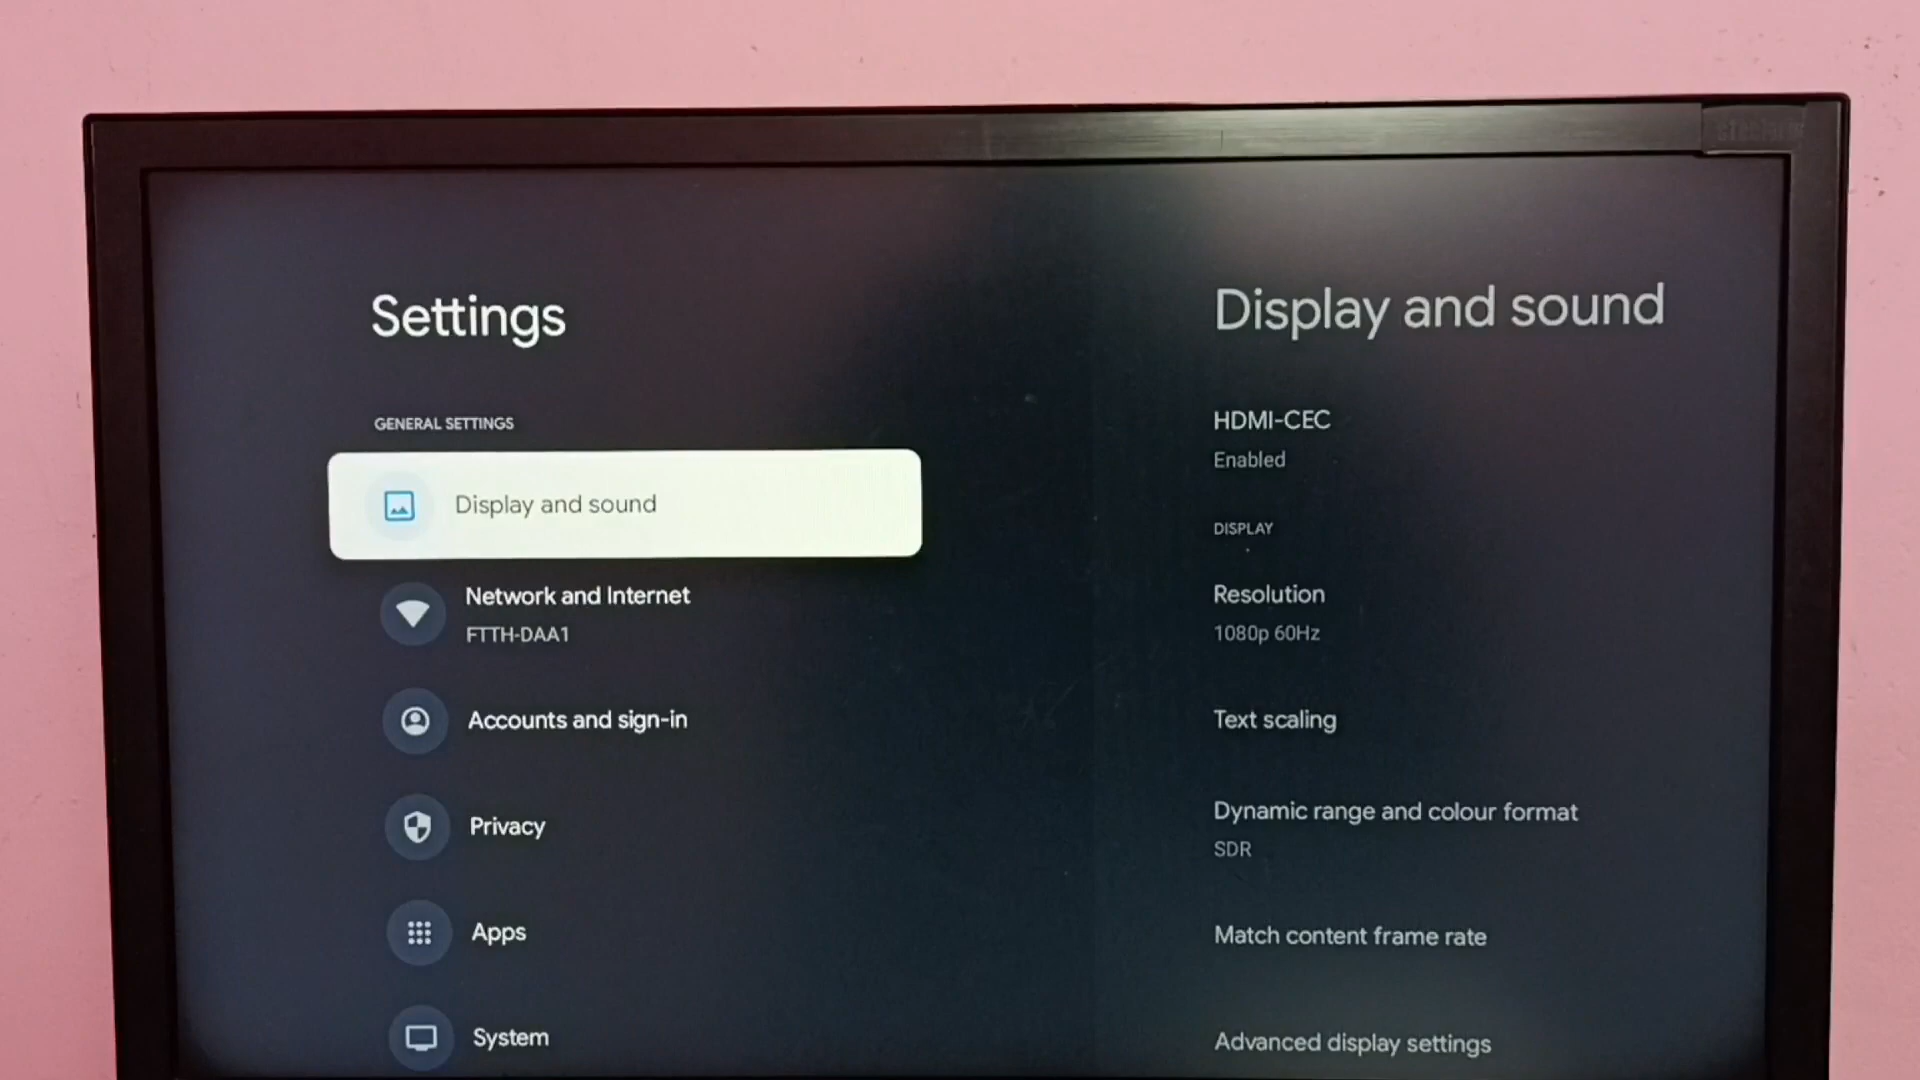 Settings
GENERAL SETTINGS
Display and sound
Network and Internet
FTTH-DAA1
Accounts and sign-in
Privacy
Apps
System
Display and sound
HDMI-CEC
Enabled
DISPLAY
Resolution
1080p 60Hz
Text scaling
Dynamic range and colour format
SDR
Match content frame rate
Advanced display settings